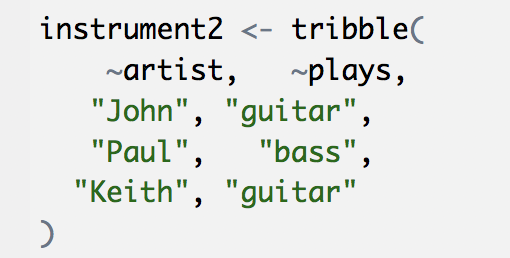 instrument2 <- tribble(
~artist, ~plays,
"John", "guitar",
"Paul", "bass",
"Keith", "guitar"
)